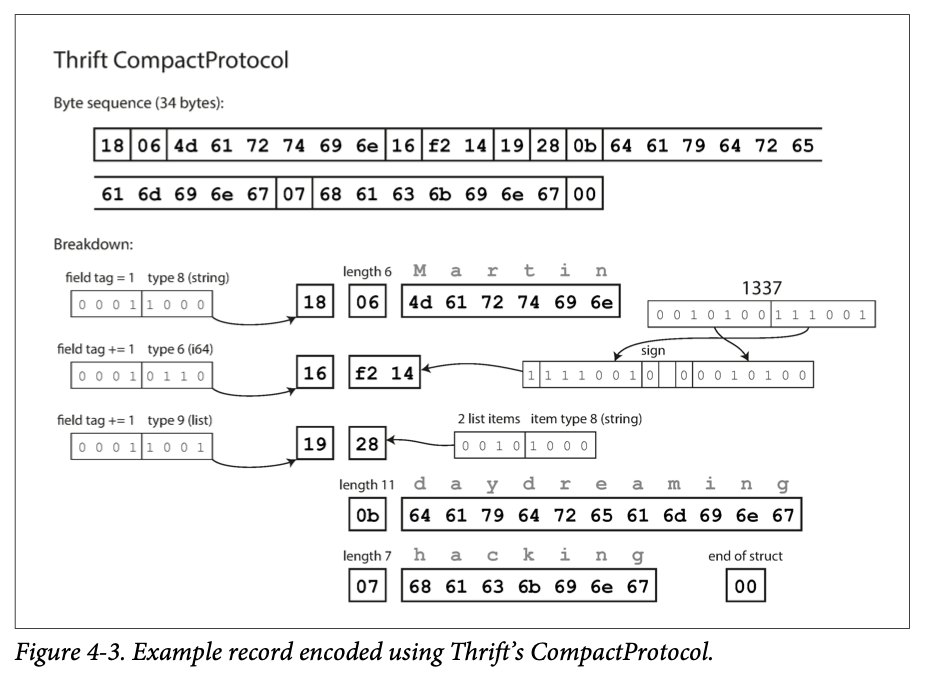 Thrift CompactProtocol
Byte sequence (34 bytes):
18 06 4d 61 72 74 69 6e 16 f2 14 19 28 0b 64 61 79 64 72 65
61 6d 69 6e 67 07 68 61 63 6b 69 6e 67 00
Breakdown:
field tag = 1 type 8 (string)
0 0 0 1 1 0 0 0
18
length 6
06
M a r t i n
4d 61 72 74 69 6e
1337
0 0 1 0 1 0 0 1 1 1 0 0 1
field tag += 1 type 6 (i64)
0 0 0 1 0 1 1 0
16
f2 14
sign
1 1 1 1 0 0 1 0 0 0 0 1 0 1 0 0
field tag += 1 type 9 (list)
0 0 0 1 1 0 0 1
19
28
2 list items item type 8 (string)
0 0 1 0 1 0 0 0
length 11
0b
d a y d r e a m i n g
64 61 79 64 72 65 61 6d 69 6e 67
length 7
07
h a c k i n g
68 61 63 6b 69 6e 67
end of struct
00
Figure 4-3. Example record encoded using Thrift’s CompactProtocol.